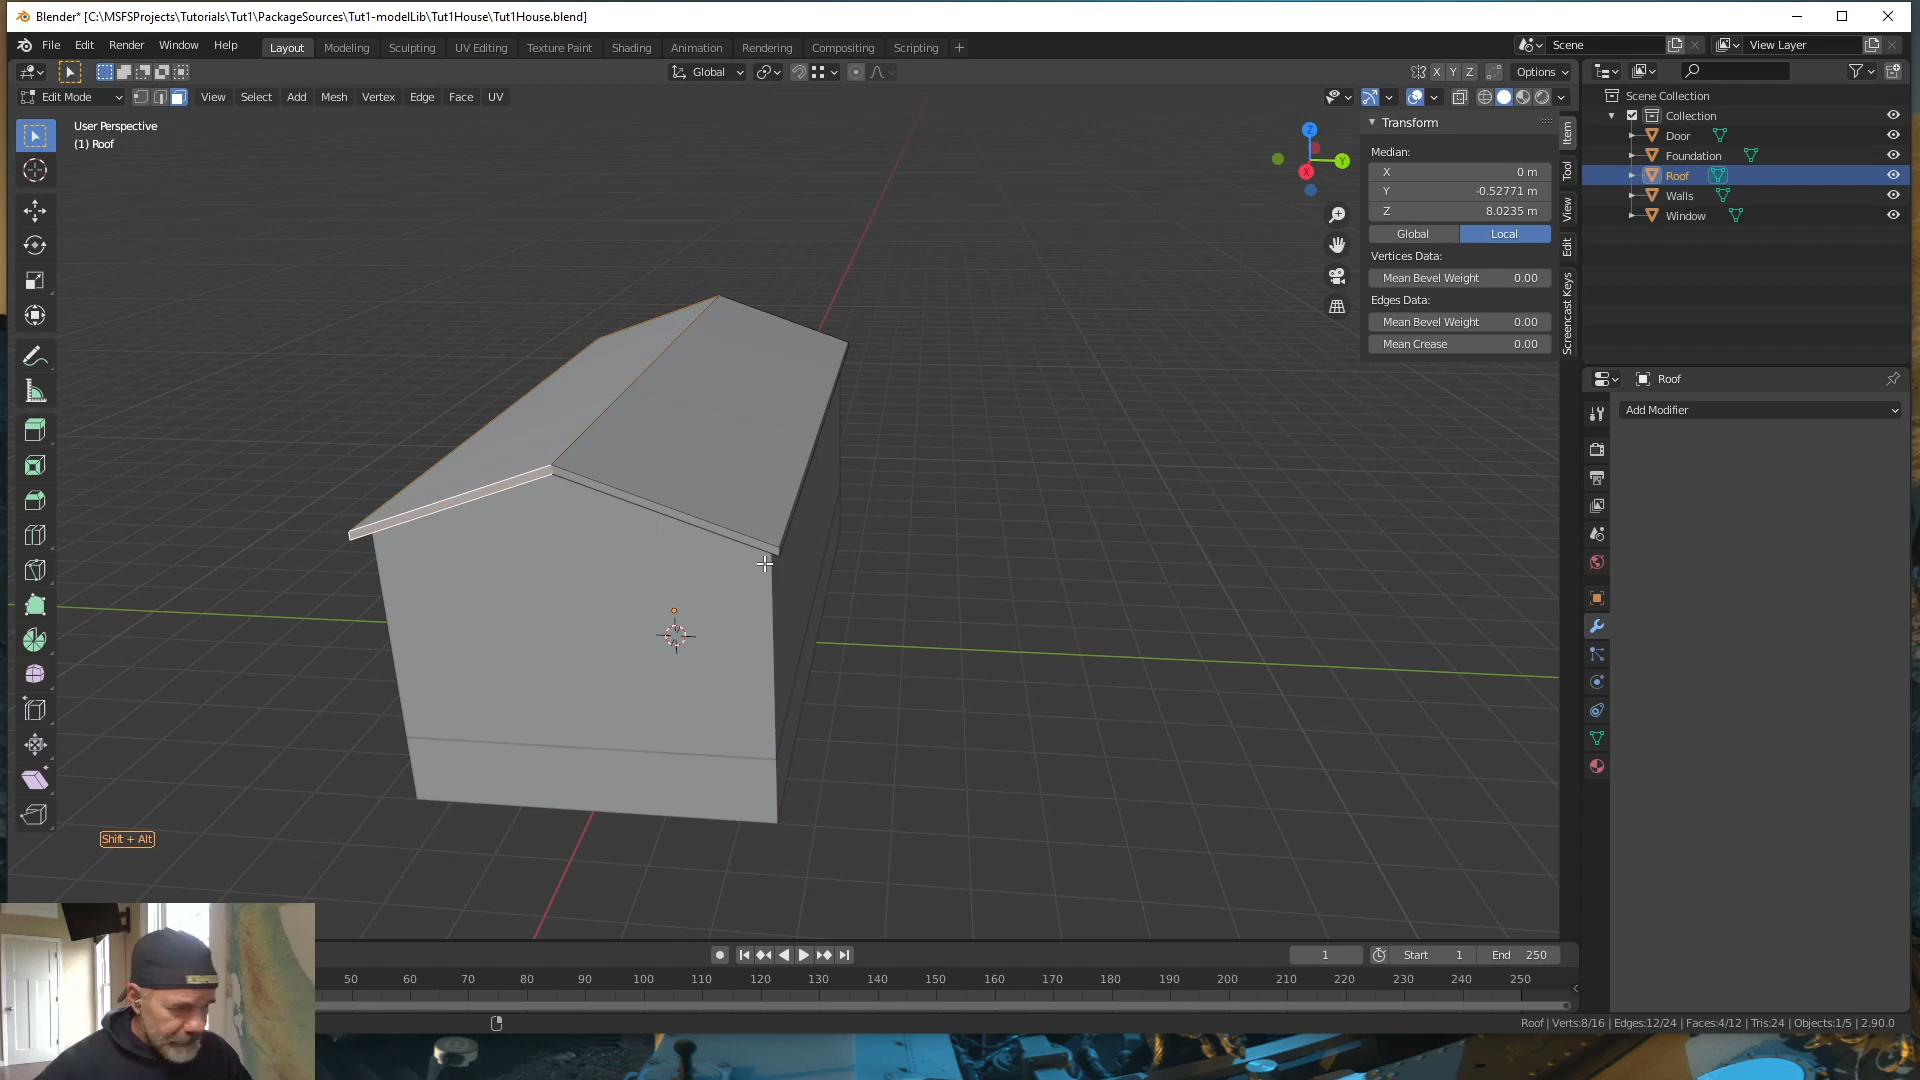 Blender* [C:\MSFSProjects\Tutorials\Tut1\PackageSources\Tut1-modelLib\Tut1House\Tut1House.blend]
File Edit Render Window Help Layout Modeling Sculpting UV Editing Texture Paint Shading Animation Rendering Compositing Scripting + Scene View Layer
Global X Y Z Options
Edit Mode View Select Add Mesh Vertex Edge Face UV
User Perspective
(1) Roof
Shift + Alt
Z
Y
X
Transform
Median:
X 0 m
Y -0.52771 m
Z 8.0235 m
Global Local
Vertices Data:
Mean Bevel Weight 0.00
Edges Data:
Mean Bevel Weight 0.00
Mean Crease 0.00
Item
Tool
View
Edit
Screencast Keys
Scene Collection
Collection
Door
Foundation
Roof
Walls
Window
Roof
Add Modifier
1 Start 1 End 250
50 60 70 80 90 100 110 120 130 140 150 160 170 180 190 200 210 220 230 240 250
Roof | Verts:8/16 | Edges:12/24 | Faces:4/12 | Tris:24 | Objects:1/5 | 2.90.0